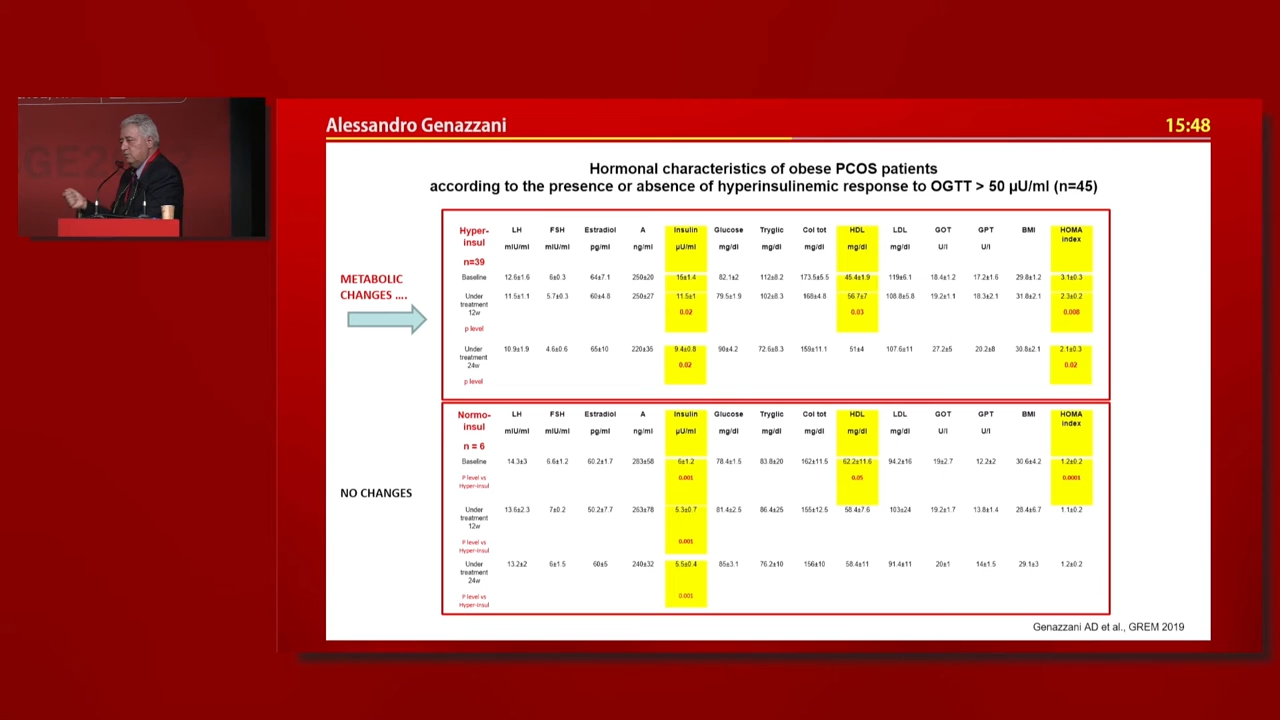 GE2
Alessandro Genazzani
15:48
Hormonal characteristics of obese PCOS patients
according to the presence or absence of hyperinsulinemic response to OGTT > 50 µU/ml (n=45)
METABOLIC
CHANGES ....
Hyper-
insul
n=39
LH FSH Estradiol A Insulin Glucose Tryglic Col tot HDL LDL GOT GPT BMI HOMA
index
mIU/ml mIU/ml pg/ml ng/ml µU/ml mg/dl mg/dl mg/dl mg/dl mg/dl U/l U/l
Baseline 12.6±1.6 6±0.3 64±7.1 250±20 15±1.4 82.1±2 112±8.2 173.5±5.5 45.4±1.9 119±6.1 18.4±1.2 17.2±1.6 29.8±1.2 3.1±0.3
Under
treatment
12w
11.5±1.1 5.7±0.3 60±4.8 250±27 11.5±1 79.5±1.9 102±8.3 168±4.8 56.7±7 108.8±5.8 19.2±1.1 18.3±2.1 31.8±2.1 2.3±0.2
0.02 0.03 0.008
p level
Under
treatment
24w
10.9±1.9 4.6±0.6 65±10 220±35 9.4±0.8 90±4.2 72.6±8.3 159±11.1 51±4 107.6±11 27.2±5 20.2±8 30.8±2.1 2.1±0.3
0.02 0.02
p level
NO CHANGES
Normo-
insul
n = 6
LH FSH Estradiol A Insulin Glucose Tryglic Col tot HDL LDL GOT GPT BMI HOMA
index
mIU/ml mIU/ml pg/ml ng/ml µU/ml mg/dl mg/dl mg/dl mg/dl mg/dl U/l U/l
Baseline 14.3±3 6.6±1.2 60.2±1.7 283±58 6±1.2 78.4±1.5 83.8±20 162±11.5 62.2±11.6 94.2±16 19±2.7 12.2±2 30.6±4.2 1.2±0.2
P level vs
Hyper-insul
0.001 0.05 0.0001
Under
treatment
12w
13.6±2.3 7±0.2 50.2±7.7 263±78 5.3±0.7 81.4±2.5 86.4±25 155±12.5 58.4±7.6 103±24 19.2±1.7 13.8±1.4 28.4±6.7 1.1±0.2
P level vs
Hyper-insul
0.001
Under
treatment
24w
13.2±2 6±1.5 60±5 240±32 5.5±0.4 85±3.1 76.2±10 156±10 58.4±11 91.4±11 20±1 14±1.5 29.1±3 1.2±0.2
P level vs
Hyper-insul
0.001
Genazzani AD et al., GREM 2019